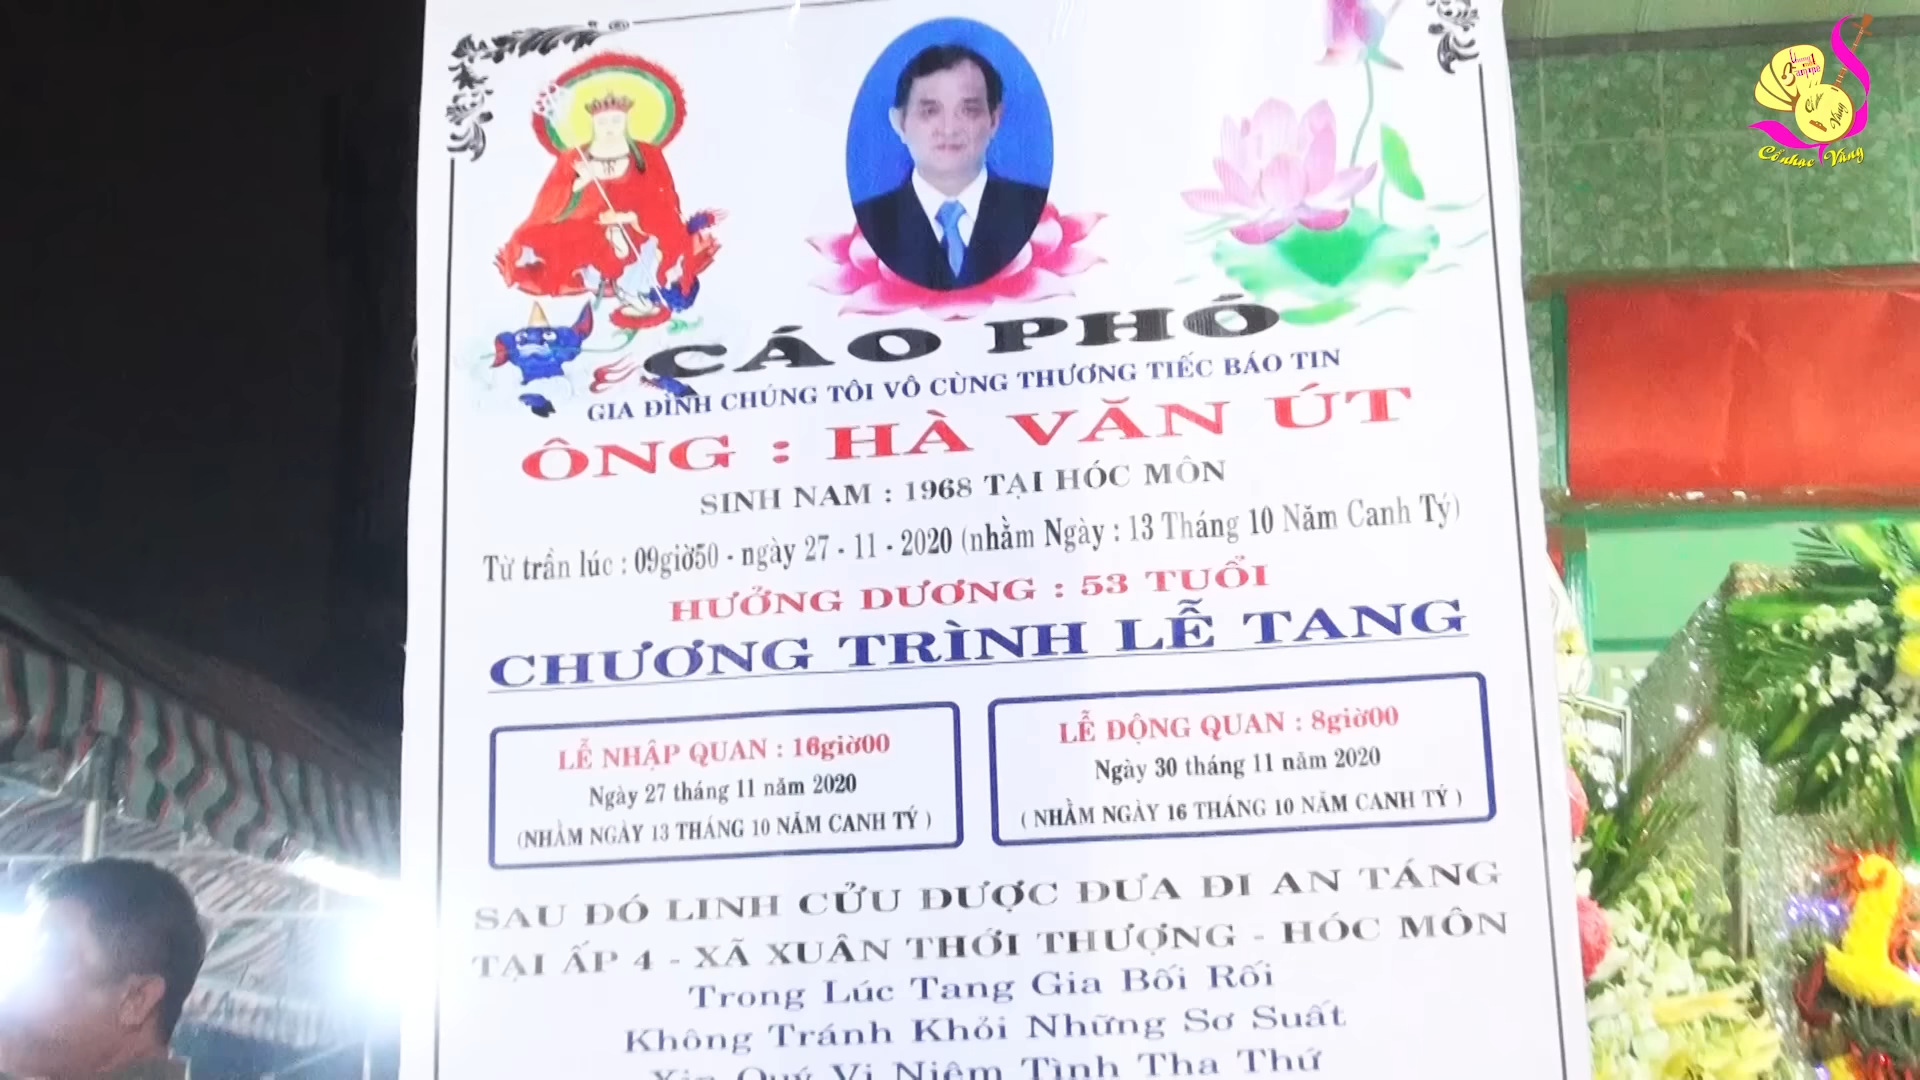 CÁO PHÓ
GIA ĐÌNH CHÚNG TÔI VÔ CÙNG THƯƠNG TIẾC BÁO TIN
ÔNG : HÀ VĂN ÚT
SINH NAM : 1968 TẠI HÓC MÔN
Từ trần lúc : 09giờ50 - ngày 27 - 11 - 2020 (nhằm Ngày : 13 Tháng 10 Năm Canh Tý)
HƯỞNG DƯƠNG : 53 TUỔI
CHƯƠNG TRÌNH LỄ TANG
LỄ NHẬP QUAN : 16giờ00
Ngày 27 tháng 11 năm 2020
(NHẰM NGÀY 13 THÁNG 10 NĂM CANH TÝ )
LỄ ĐỘNG QUAN : 8giờ00
Ngày 30 tháng 11 năm 2020
( NHẰM NGÀY 16 THÁNG 10 NĂM CANH TÝ )
SAU ĐÓ LINH CỬU ĐƯỢC ĐƯA ĐI AN TÁNG
TẠI ẤP 4 - XÃ XUÂN THỚI THƯỢNG - HÓC MÔN
Trong Lúc Tang Gia Bối Rối
Không Tránh Khỏi Những Sơ Suất
Xin Quý Vị Niệm Tình Tha Thứ
Cổ nhạc Vàng